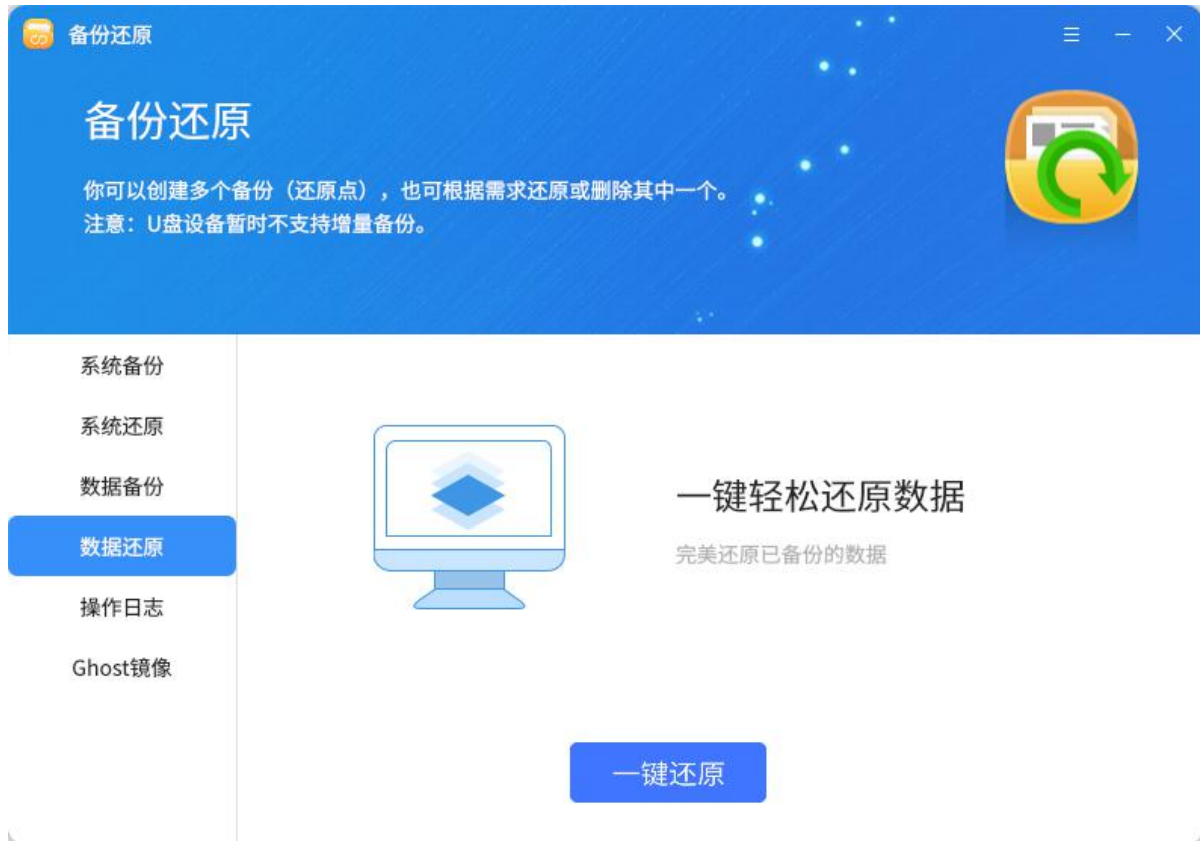 备份还原
备份还原
你可以创建多个备份（还原点），也可根据需求还原或删除其中一个。
注意：U盘设备暂时不支持增量备份。
系统备份
系统还原
数据备份
数据还原
操作日志
Ghost镜像
一键轻松还原数据
完美还原已备份的数据
一键还原